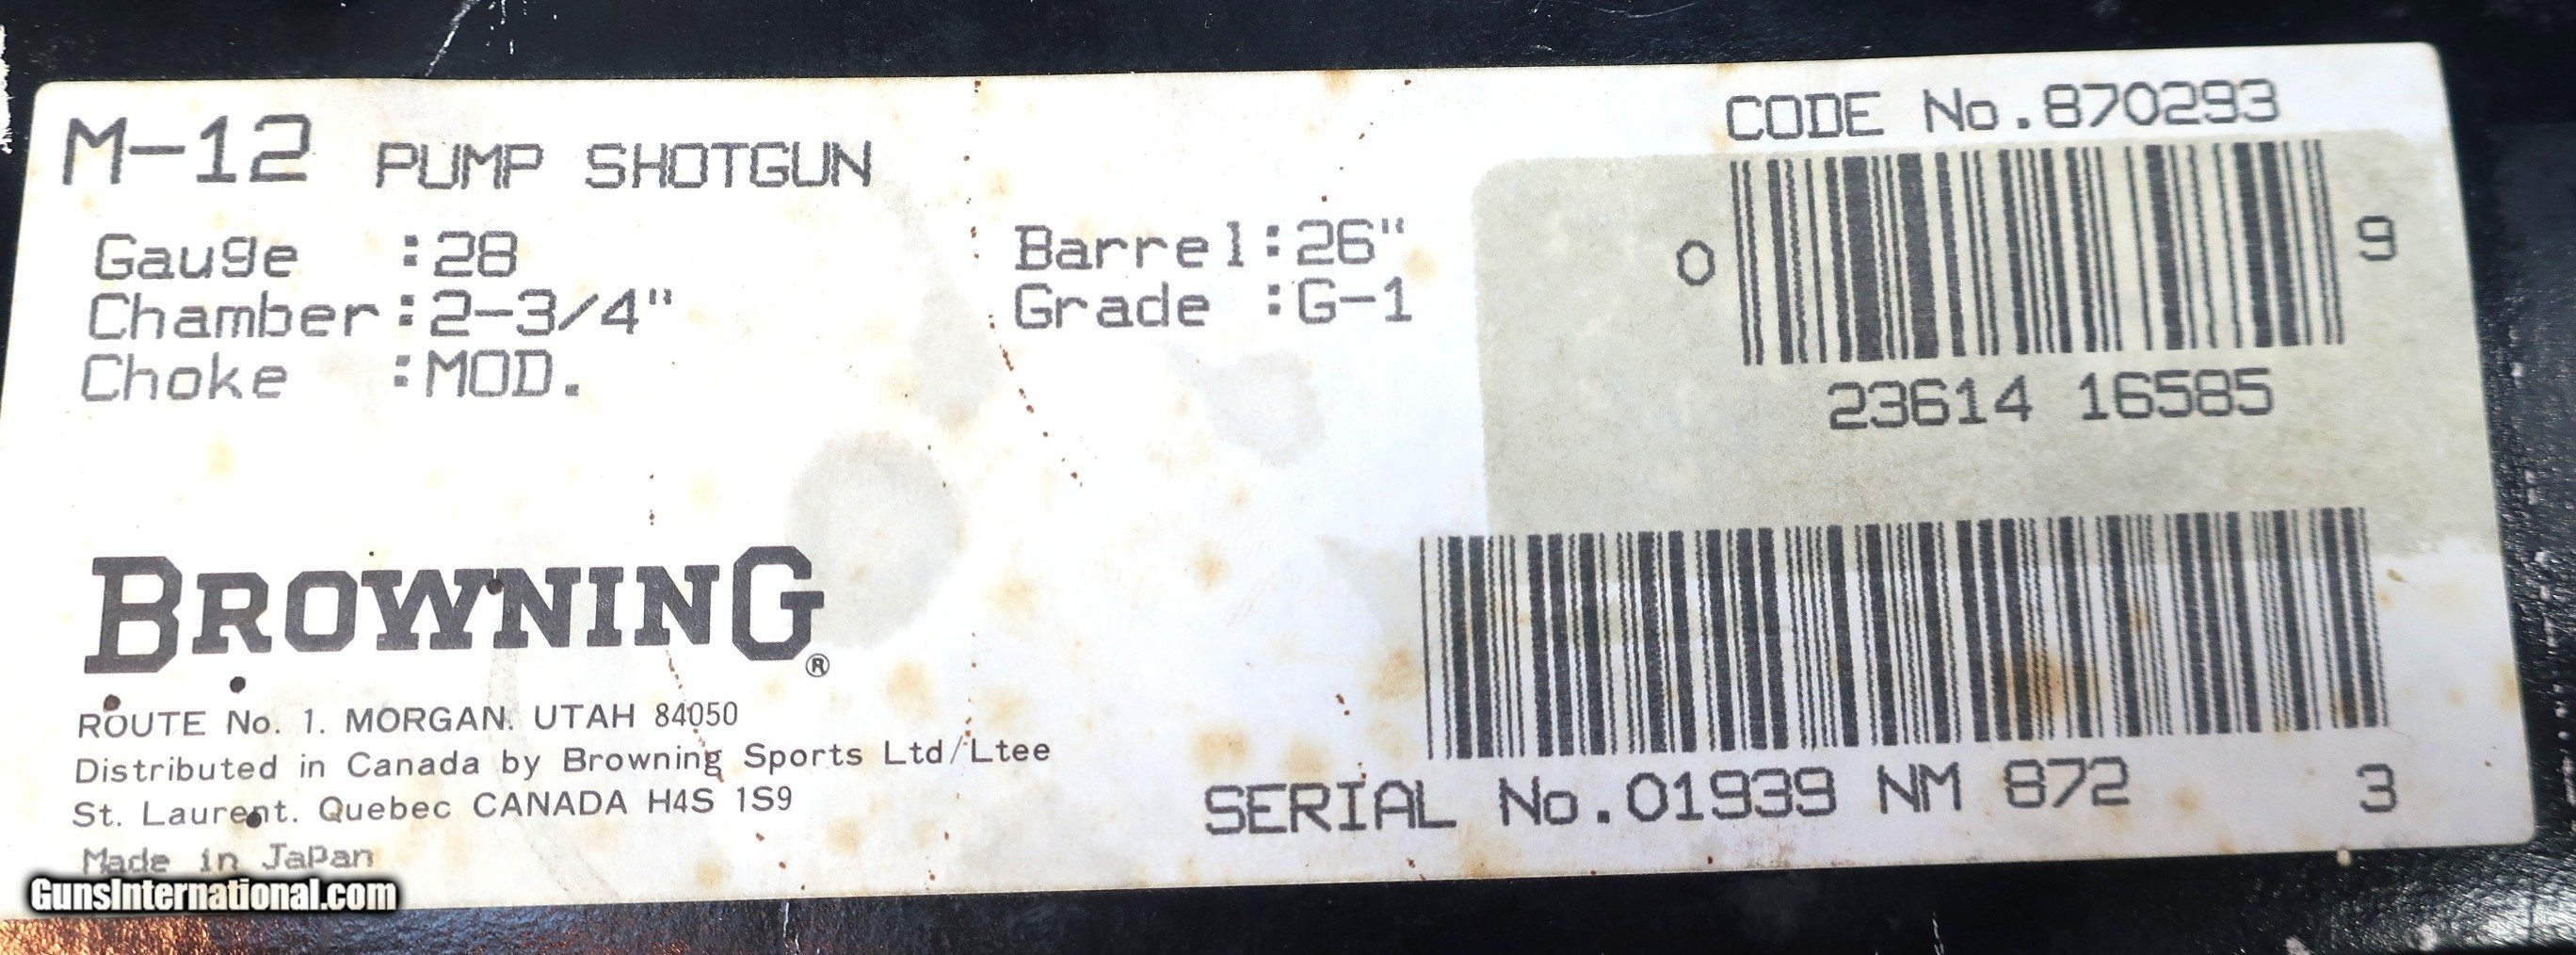 M-12 PUMP SHOTGUN
CODE No.870293
Gauge :28
Barrel:26"
Chamber:2-3/4"
Grade :G-1
Choke :MOD.
0 9
23614 16585
BROWNING®
ROUTE No. 1. MORGAN. UTAH 84050
Distributed in Canada by Browning Sports Ltd/Ltee
St. Laurent. Quebec CANADA H4S 1S9
Made in Japan
SERIAL No.01939 NM 872 3
GunsInternational.com